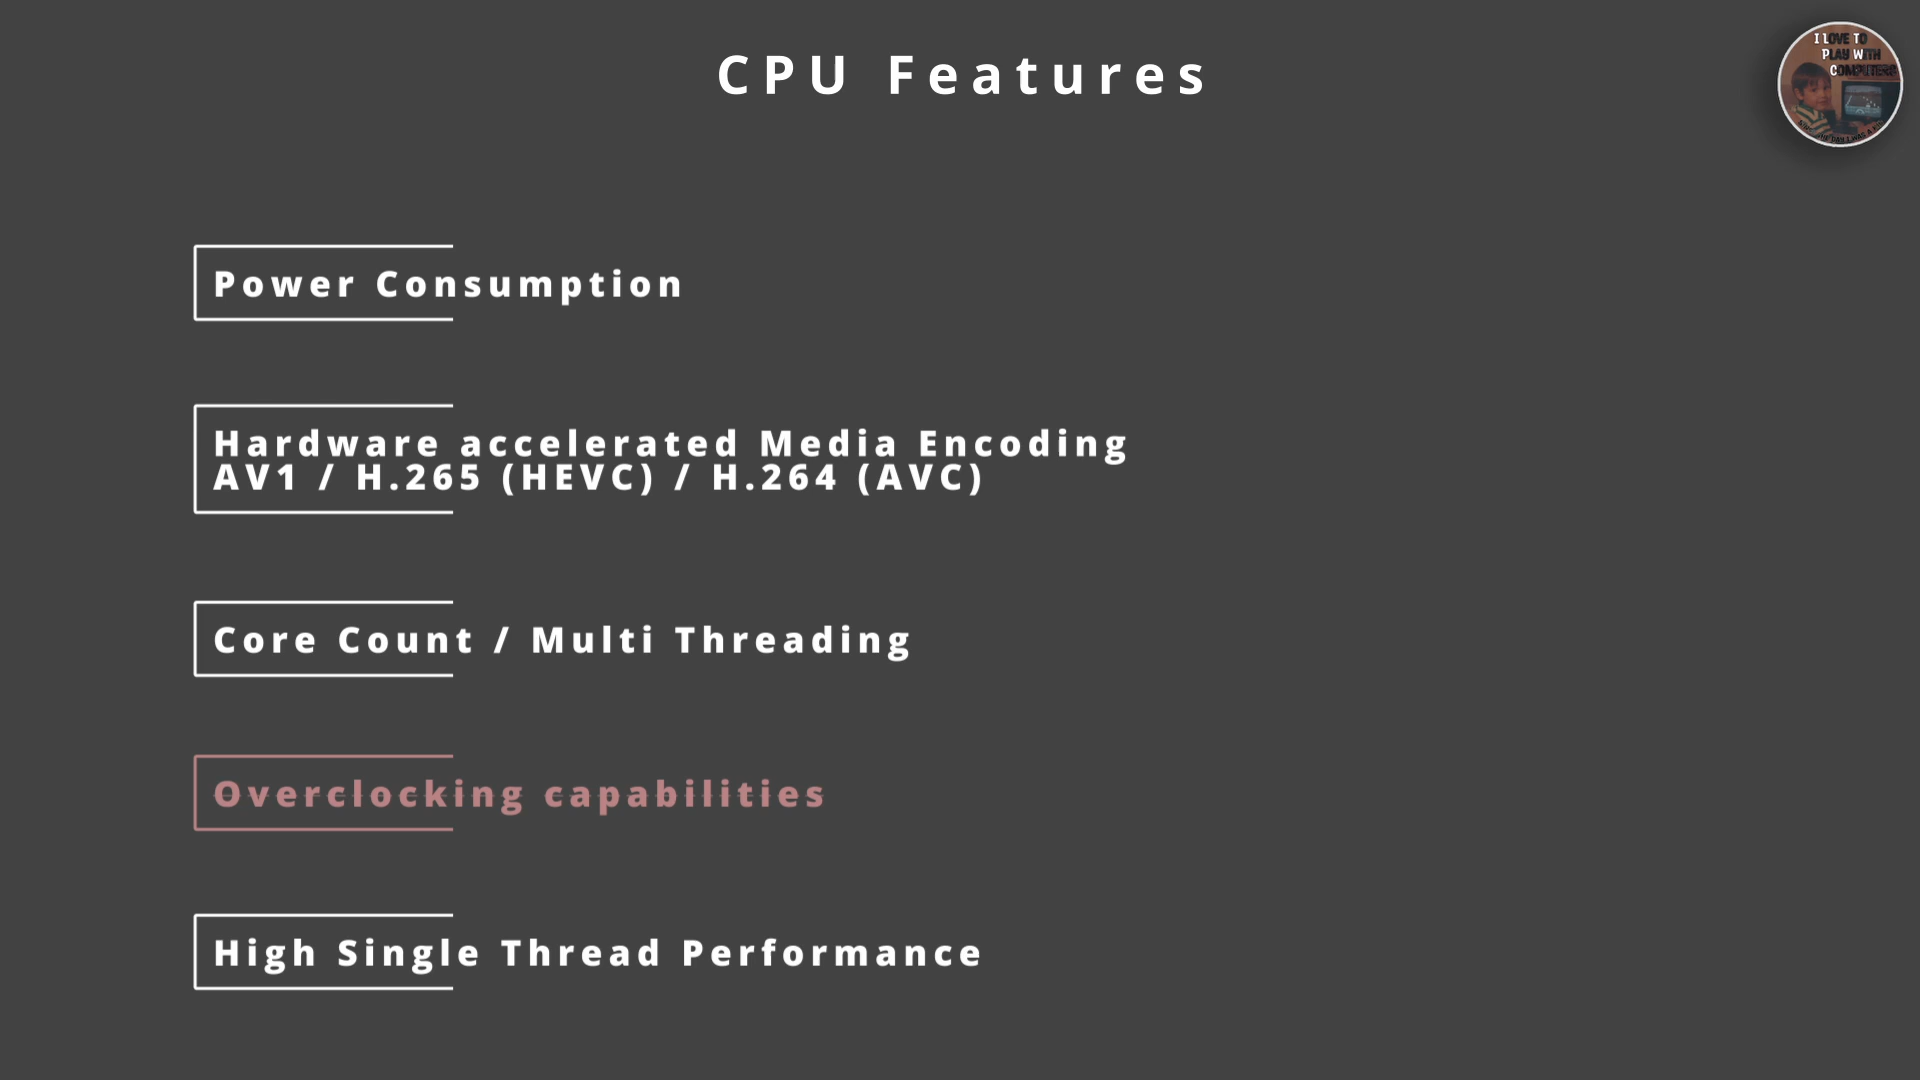 CPU Features
I LOVE TO
PLAY WITH
COMPUTERS
Power Consumption
Hardware accelerated Media Encoding
AV1 / H.265 (HEVC) / H.264 (AVC)
Core Count / Multi Threading
Overclocking capabilities
High Single Thread Performance